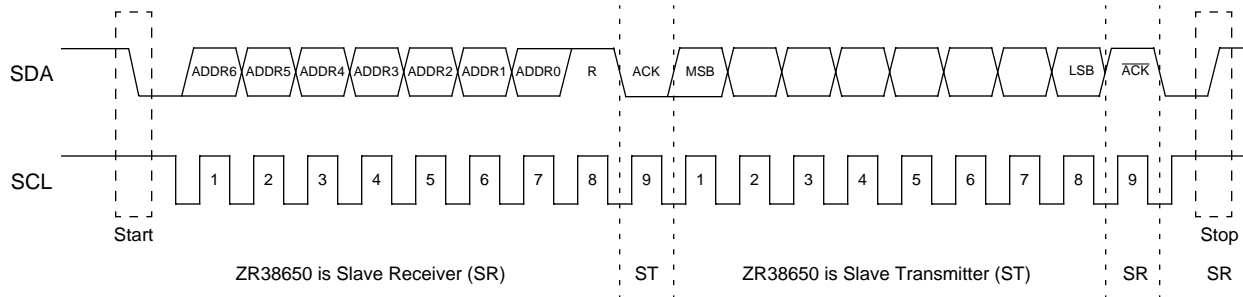 SDA ADDR6 ADDR5 ADDR4 ADDR3 ADDR2 ADDR1 ADDR0 R ACK MSB LSB A̅C̅K̅
SCL 1 2 3 4 5 6 7 8 9 1 2 3 4 5 6 7 8 9
Start Stop
ZR38650 is Slave Receiver (SR) ST ZR38650 is Slave Transmitter (ST) SR SR